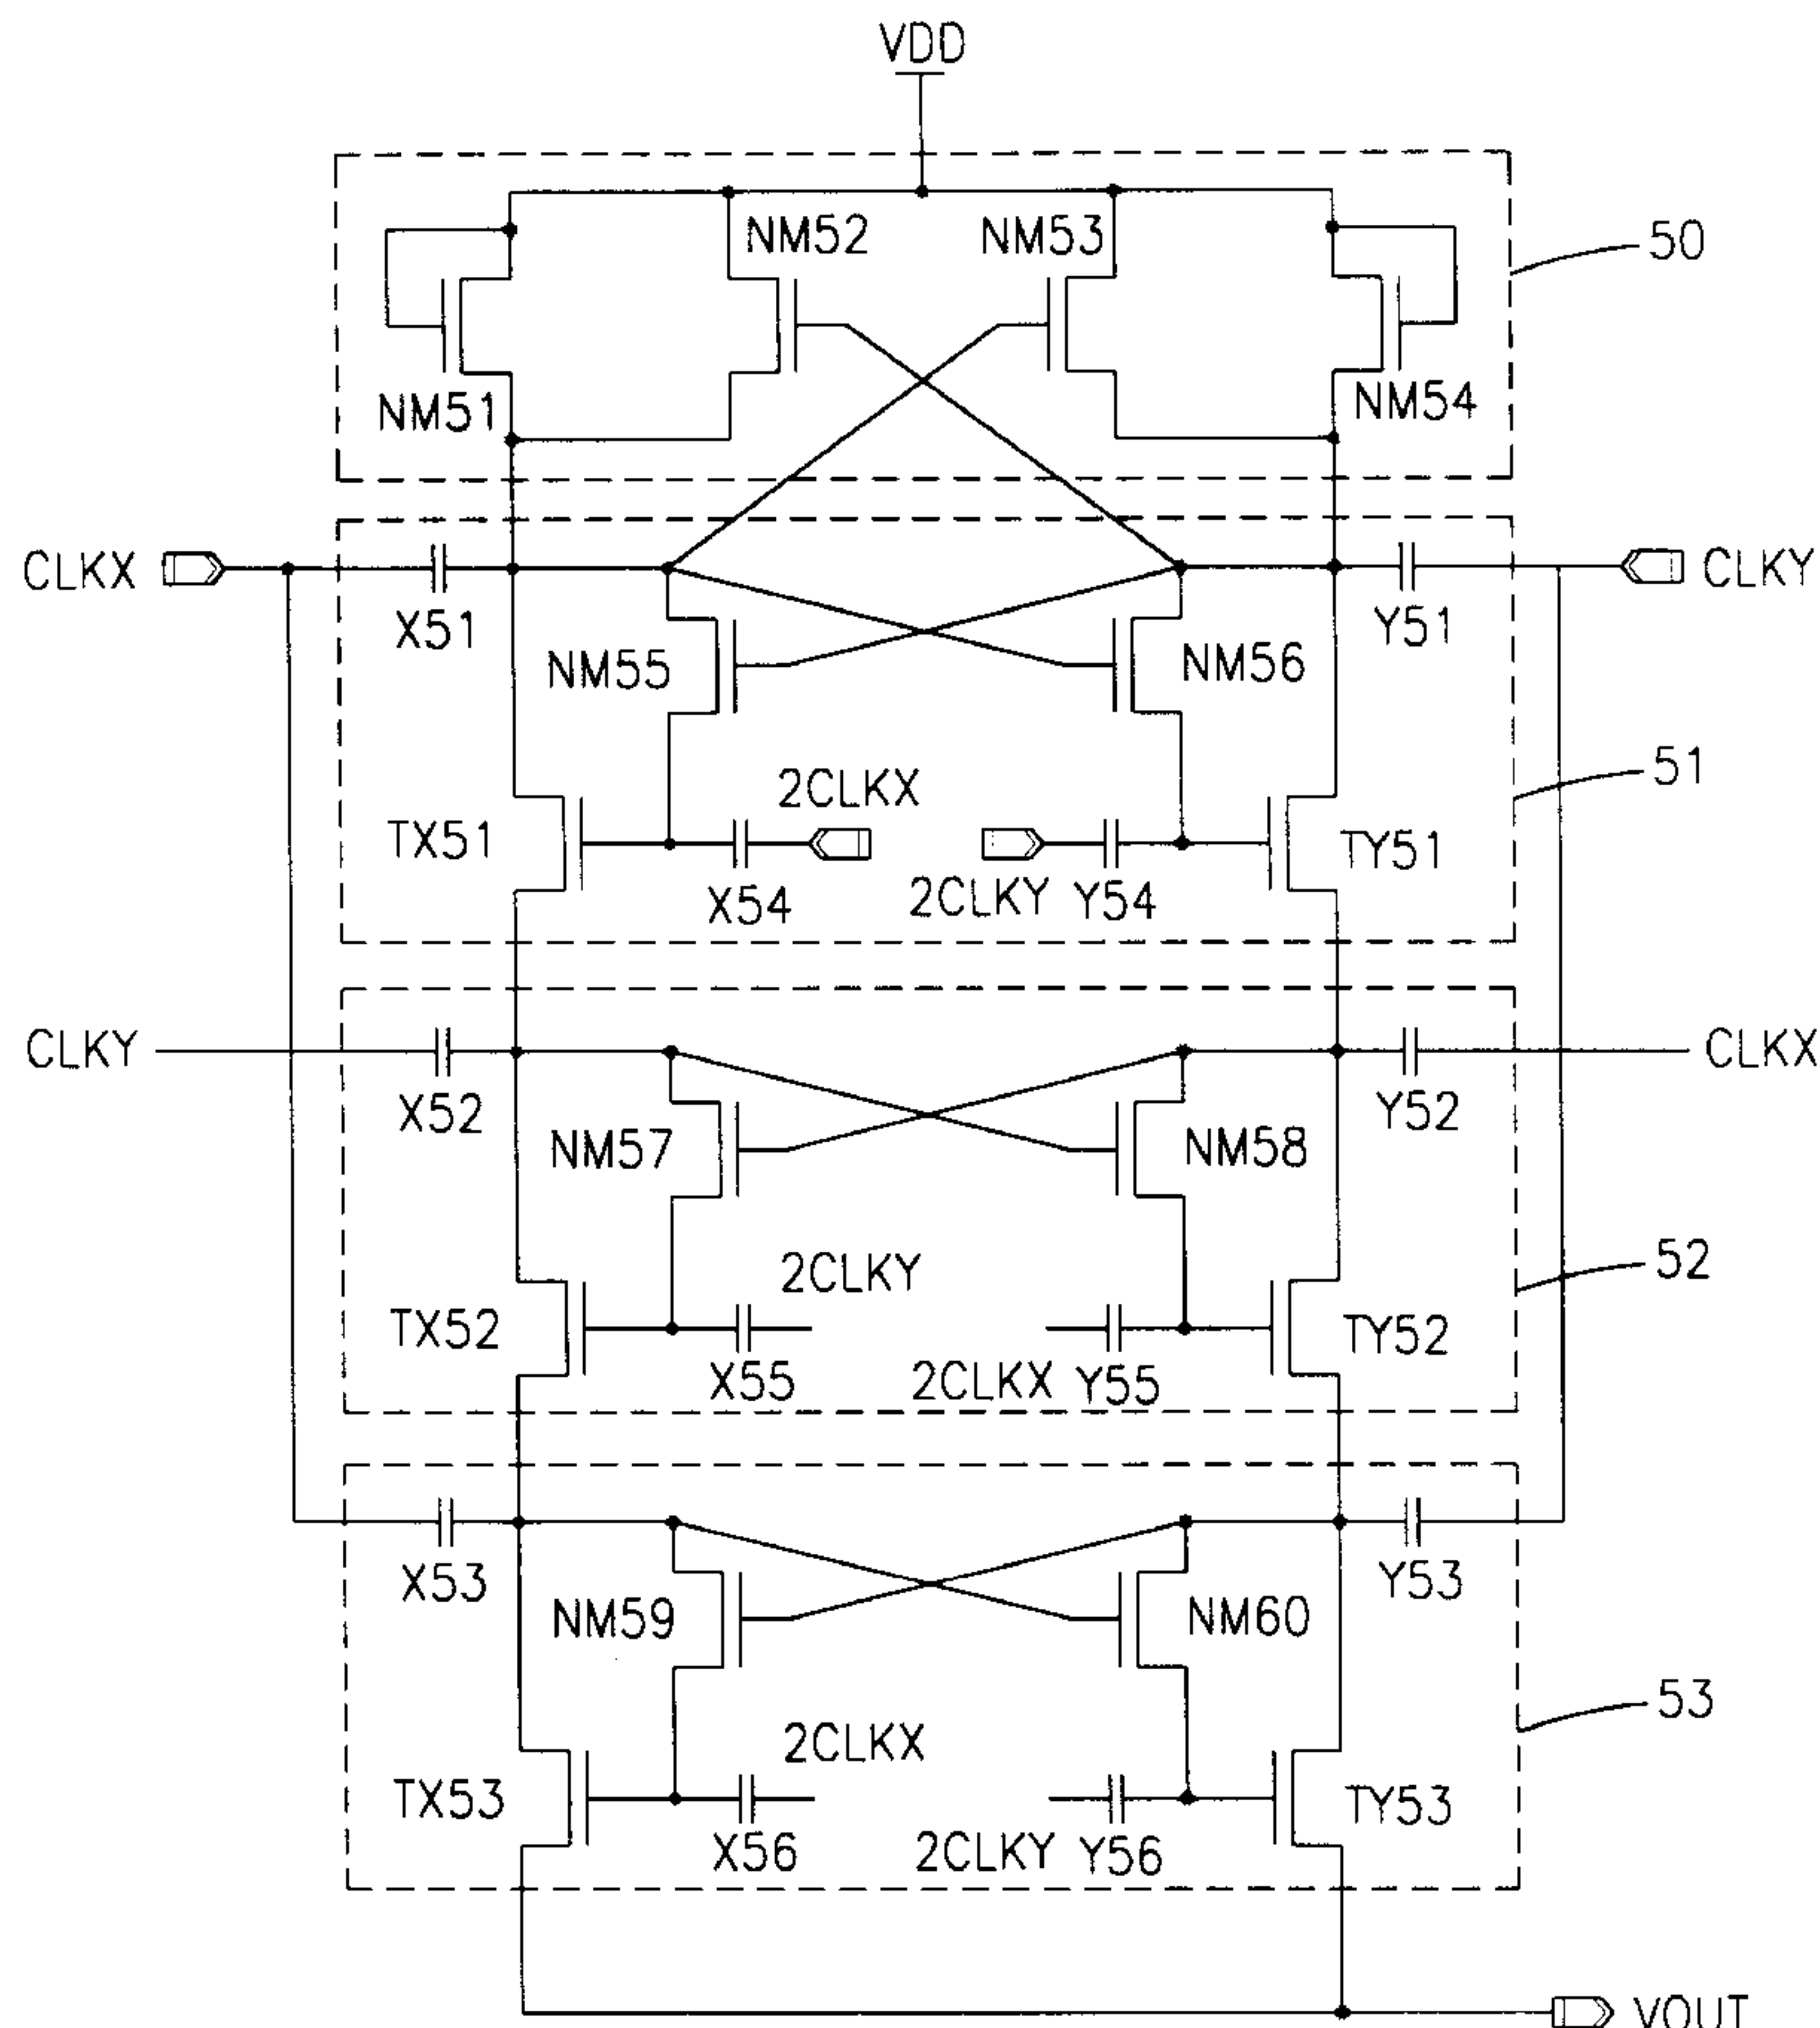 VDD
NM52 NM53
50
NM51 NM54
CLKX CLKY
X51 Y51
NM55 NM56
51
2CLKX
TX51 TY51
X54 2CLKY Y54
CLKY CLKX
X52 Y52
NM57 NM58
52
2CLKY
TX52 TY52
X55 2CLKX Y55
X53 Y53
NM59 NM60
53
2CLKX
TX53 TY53
X56 2CLKY Y56
VOUT